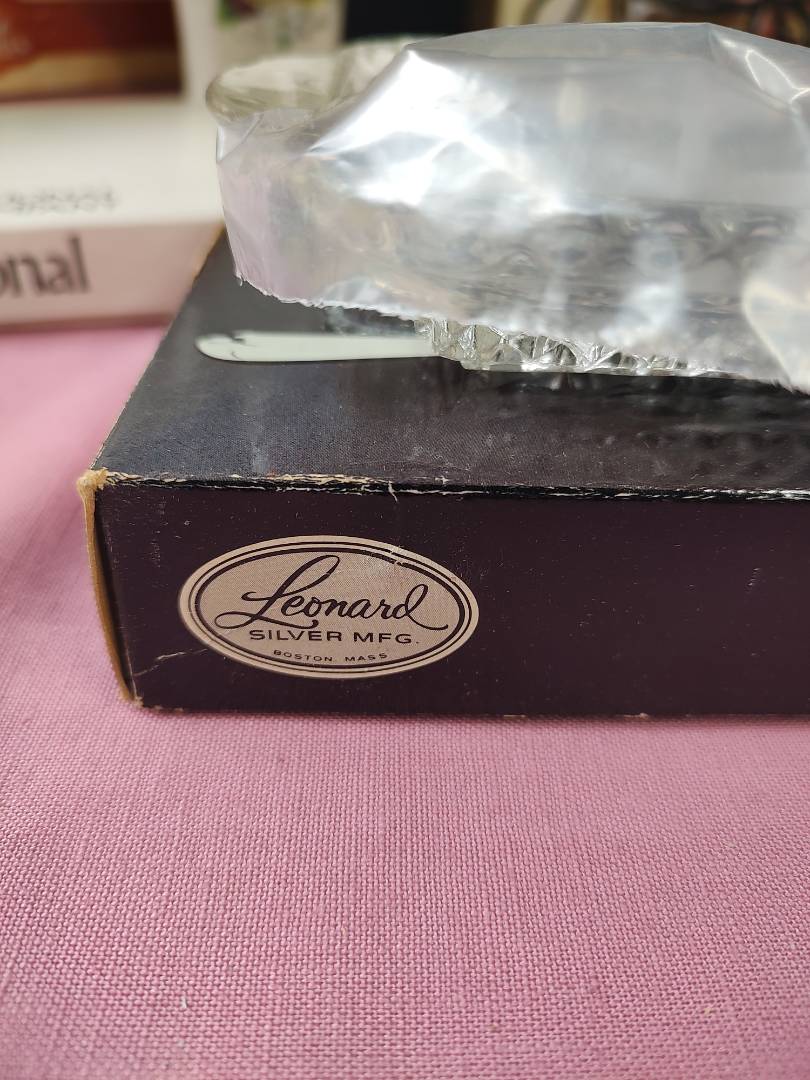 onal
Leonard
SILVER MFG.
BOSTON. MASS